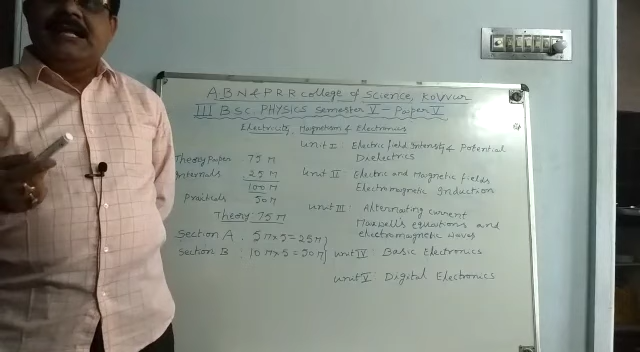 A.B.N & P.R.R college of Science, Kovvur
III B.Sc. PHYSICS Semester V - Paper V
Electricity, Magnetism & Electronics
Theory Paper 75 M
Internals 25 M
100 M
Practicals 50 M
Theory: 75 M
Section A : 5 M x 5 = 25 M
Section B : 10 M x 5 = 50 M
Unit I : Electric field Intensity & Potential
Dielectrics
Unit II : Electric and Magnetic fields
Electromagnetic Induction
Unit III : Alternating current
Maxwell's equations and
electromagnetic waves
Unit IV : Basic Electronics
Unit V : Digital Electronics